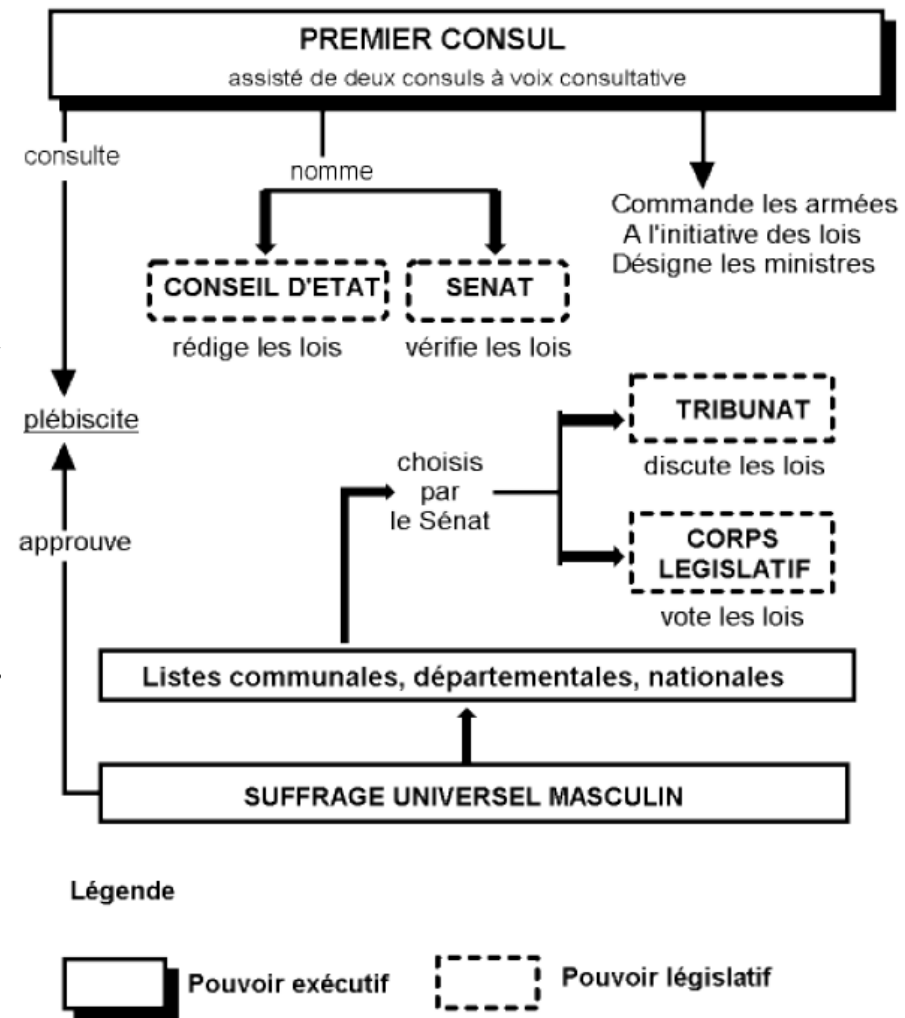 PREMIER CONSUL
assisté de deux consuls à voix consultative
consulte
nomme
Commande les armées
A l'initiative des lois
Désigne les ministres
CONSEIL D'ETAT
SENAT
rédige les lois
vérifie les lois
plébiscite
TRIBUNAT
discute les lois
choisis
par
le Sénat
approuve
CORPS
LEGISLATIF
vote les lois
Listes communales, départementales, nationales
SUFFRAGE UNIVERSEL MASCULIN
Légende
Pouvoir exécutif
Pouvoir législatif